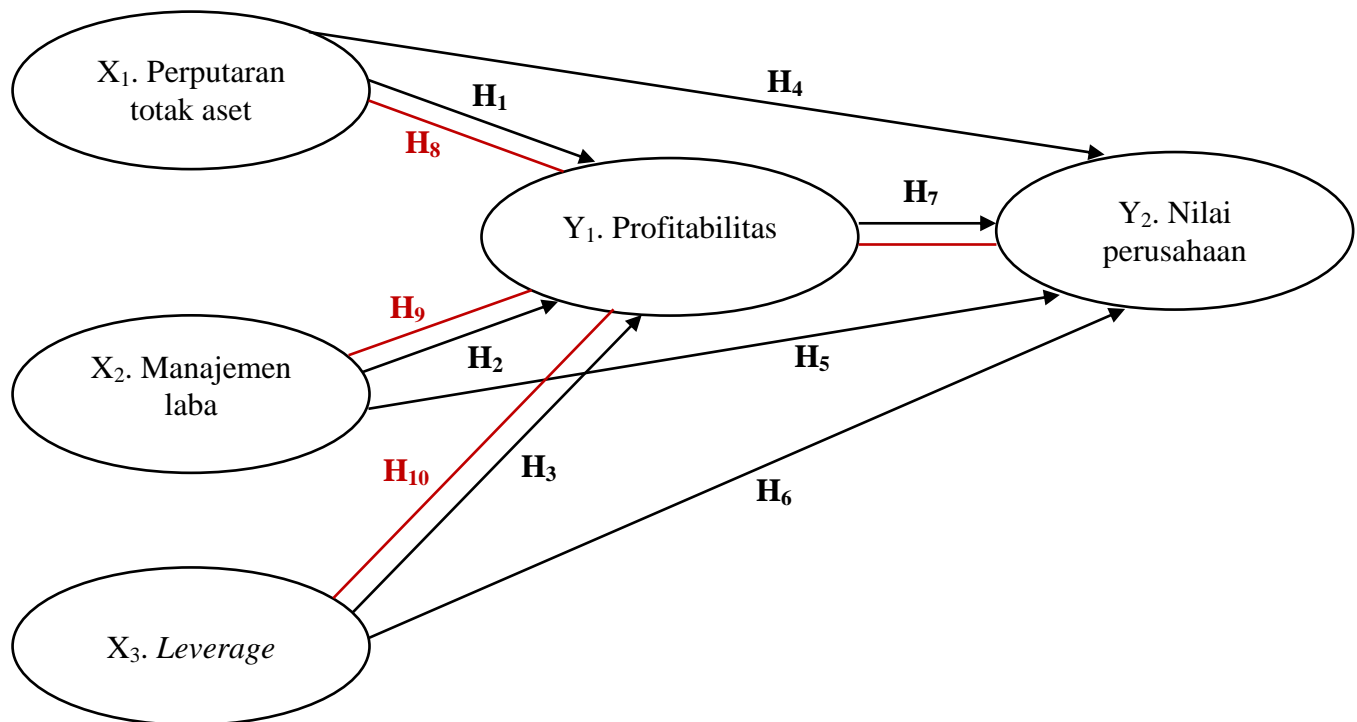 X₁. Perputaran
totak aset
H₁
H₈
H₄
Y₁. Profitabilitas
H₇
Y₂. Nilai
perusahaan
H₉
H₂
X₂. Manajemen
laba
H₅
H₁₀
H₃
H₆
X₃. Leverage